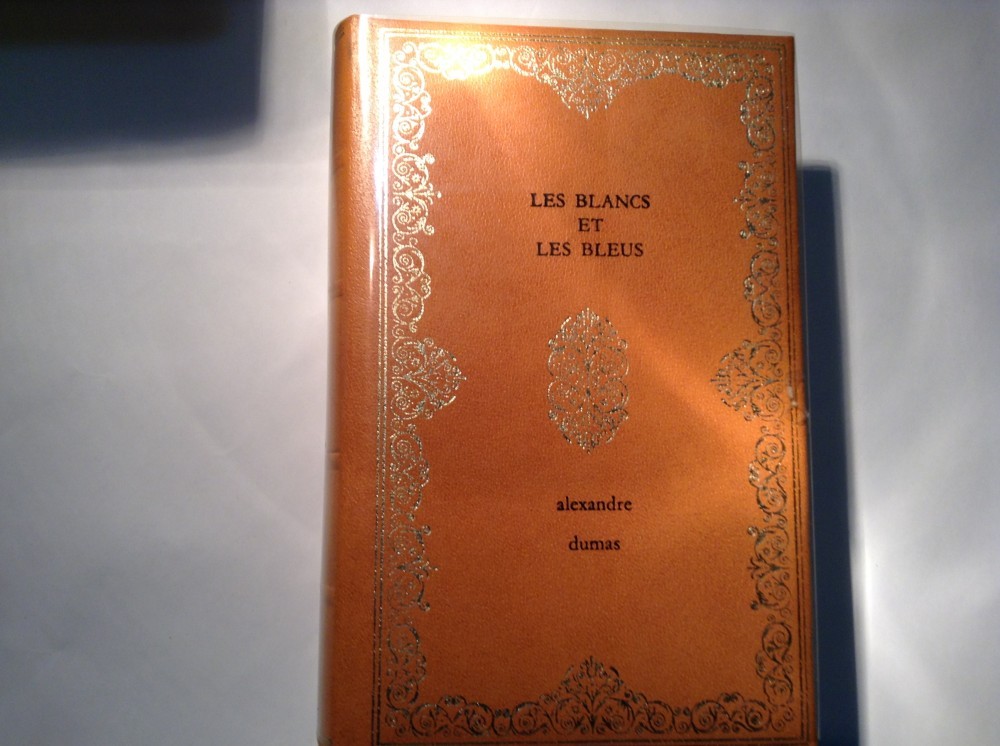 LES BLANCS
ET
LES BLEUS
alexandre
dumas